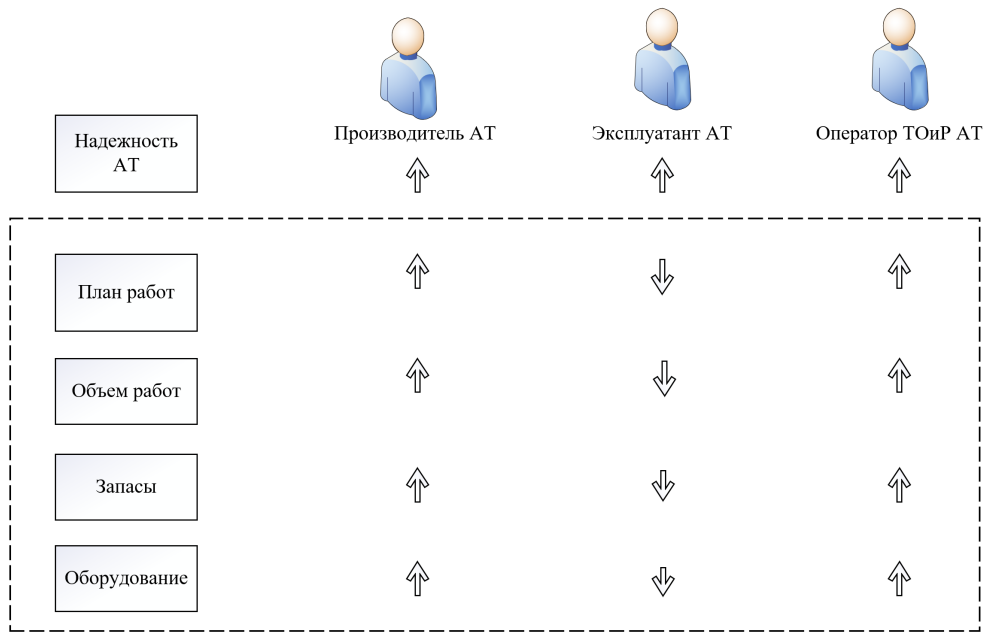 Производитель АТ
Эксплуатант АТ
Оператор ТОиР АТ
Надежность
АТ
План работ
Объем работ
Запасы
Оборудование